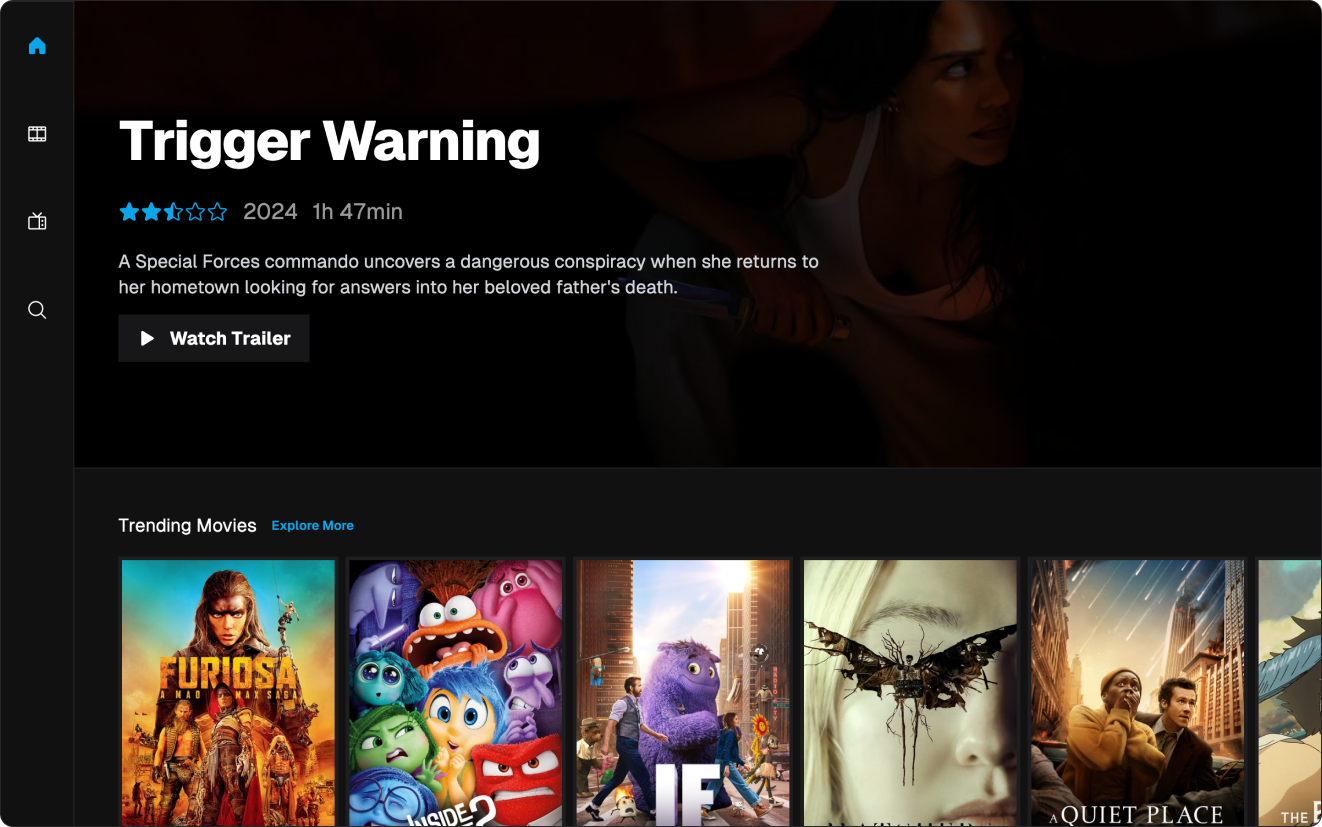 Trigger Warning
2024 1h 47min
A Special Forces commando uncovers a dangerous conspiracy when she returns to
her hometown looking for answers into her beloved father's death.
Watch Trailer
Trending Movies Explore More
FURIOSA
A MAD MAX SAGA
INSIDE 2
IF
A QUIET PLACE
THE